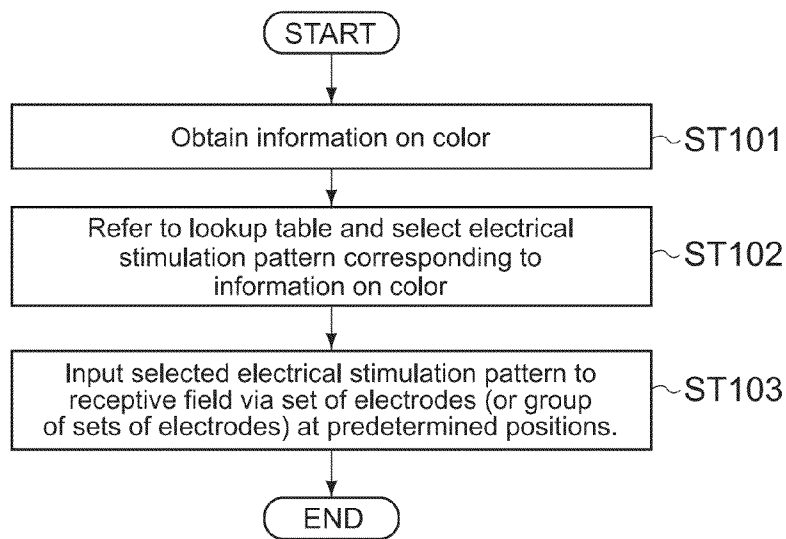 START
Obtain information on color
ST101
Refer to lookup table and select electrical
stimulation pattern corresponding to
information on color
ST102
Input selected electrical stimulation pattern to
receptive field via set of electrodes (or group
of sets of electrodes) at predetermined positions.
ST103
END